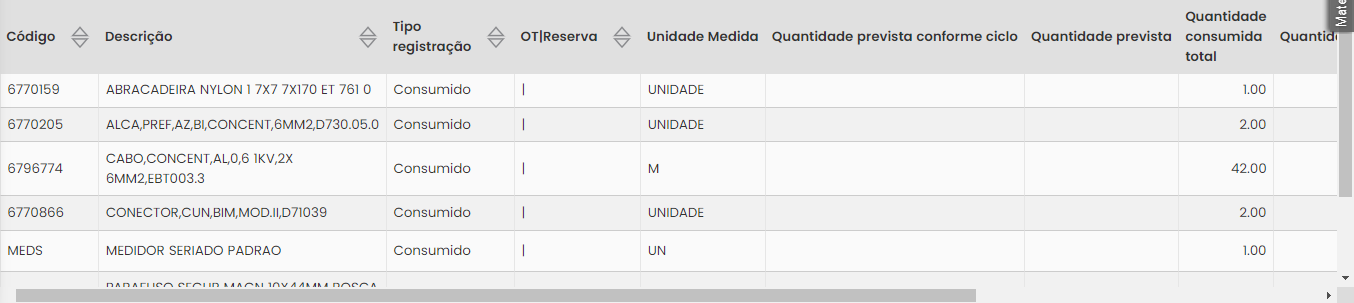 Mate
Código Descrição Tipo registração OT|Reserva Unidade Medida Quantidade prevista conforme ciclo Quantidade prevista Quantidade consumida total Quantid
6770159 ABRACADEIRA NYLON 1 7X7 7X170 ET 761 0 Consumido | UNIDADE 1.00
6770205 ALCA,PREF,AZ,BI,CONCENT,6MM2,D730.05.0 Consumido | UNIDADE 2.00
6796774 CABO,CONCENT,AL,0,6 1KV,2X 6MM2,EBT003.3 Consumido | M 42.00
6770866 CONECTOR,CUN,BIM,MOD.II,D71039 Consumido | UNIDADE 2.00
MEDS MEDIDOR SERIADO PADRAO Consumido | UN 1.00
PARAFUSO SEGUR MAGN 10X44MM ROSCA